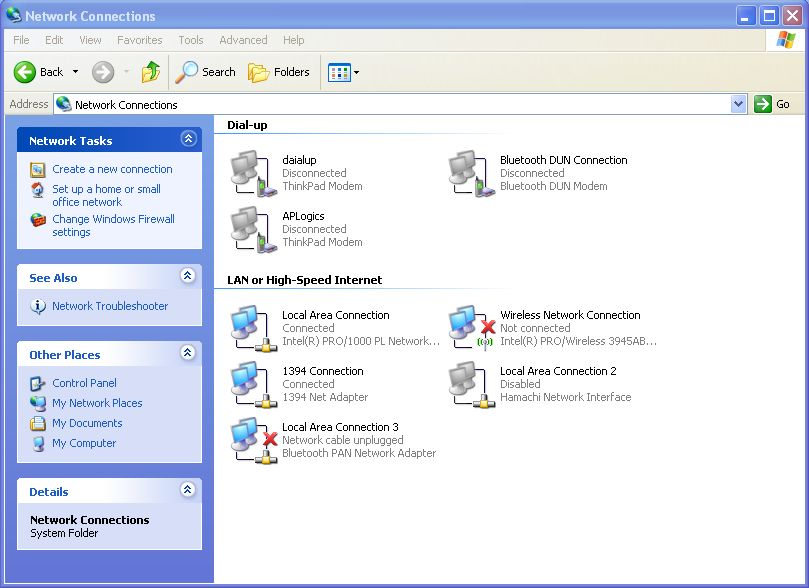 Network Connections
File Edit View Favorites Tools Advanced Help
Back Search Folders
Address Network Connections Go
Network Tasks
Create a new connection
Set up a home or small
office network
Change Windows Firewall
settings
See Also
Network Troubleshooter
Other Places
Control Panel
My Network Places
My Documents
My Computer
Details
Network Connections
System Folder
Dial-up
daialup
Disconnected
ThinkPad Modem
Bluetooth DUN Connection
Disconnected
Bluetooth DUN Modem
APLogics
Disconnected
ThinkPad Modem
LAN or High-Speed Internet
Local Area Connection
Connected
Intel(R) PRO/1000 PL Network...
Wireless Network Connection
Not connected
Intel(R) PRO/Wireless 3945AB...
1394 Connection
Connected
1394 Net Adapter
Local Area Connection 2
Disabled
Hamachi Network Interface
Local Area Connection 3
Network cable unplugged
Bluetooth PAN Network Adapter